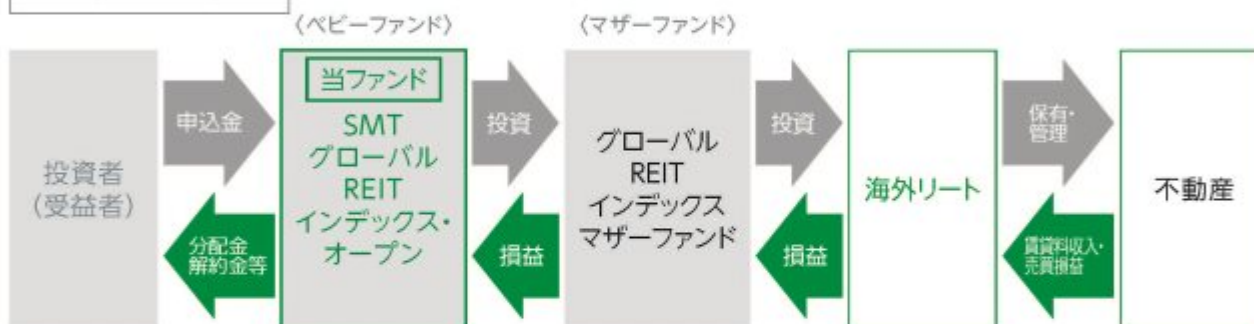 〈ベビーファンド〉
〈マザーファンド〉
投資者
(受益者)
申込金
分配金
解約金等
当ファンド
SMT
グローバル
REIT
インデックス・
オープン
投資
損益
グローバル
REIT
インデックス
マザーファンド
投資
損益
海外リート
保有・
管理
賃貸料収入・
売買損益
不動産